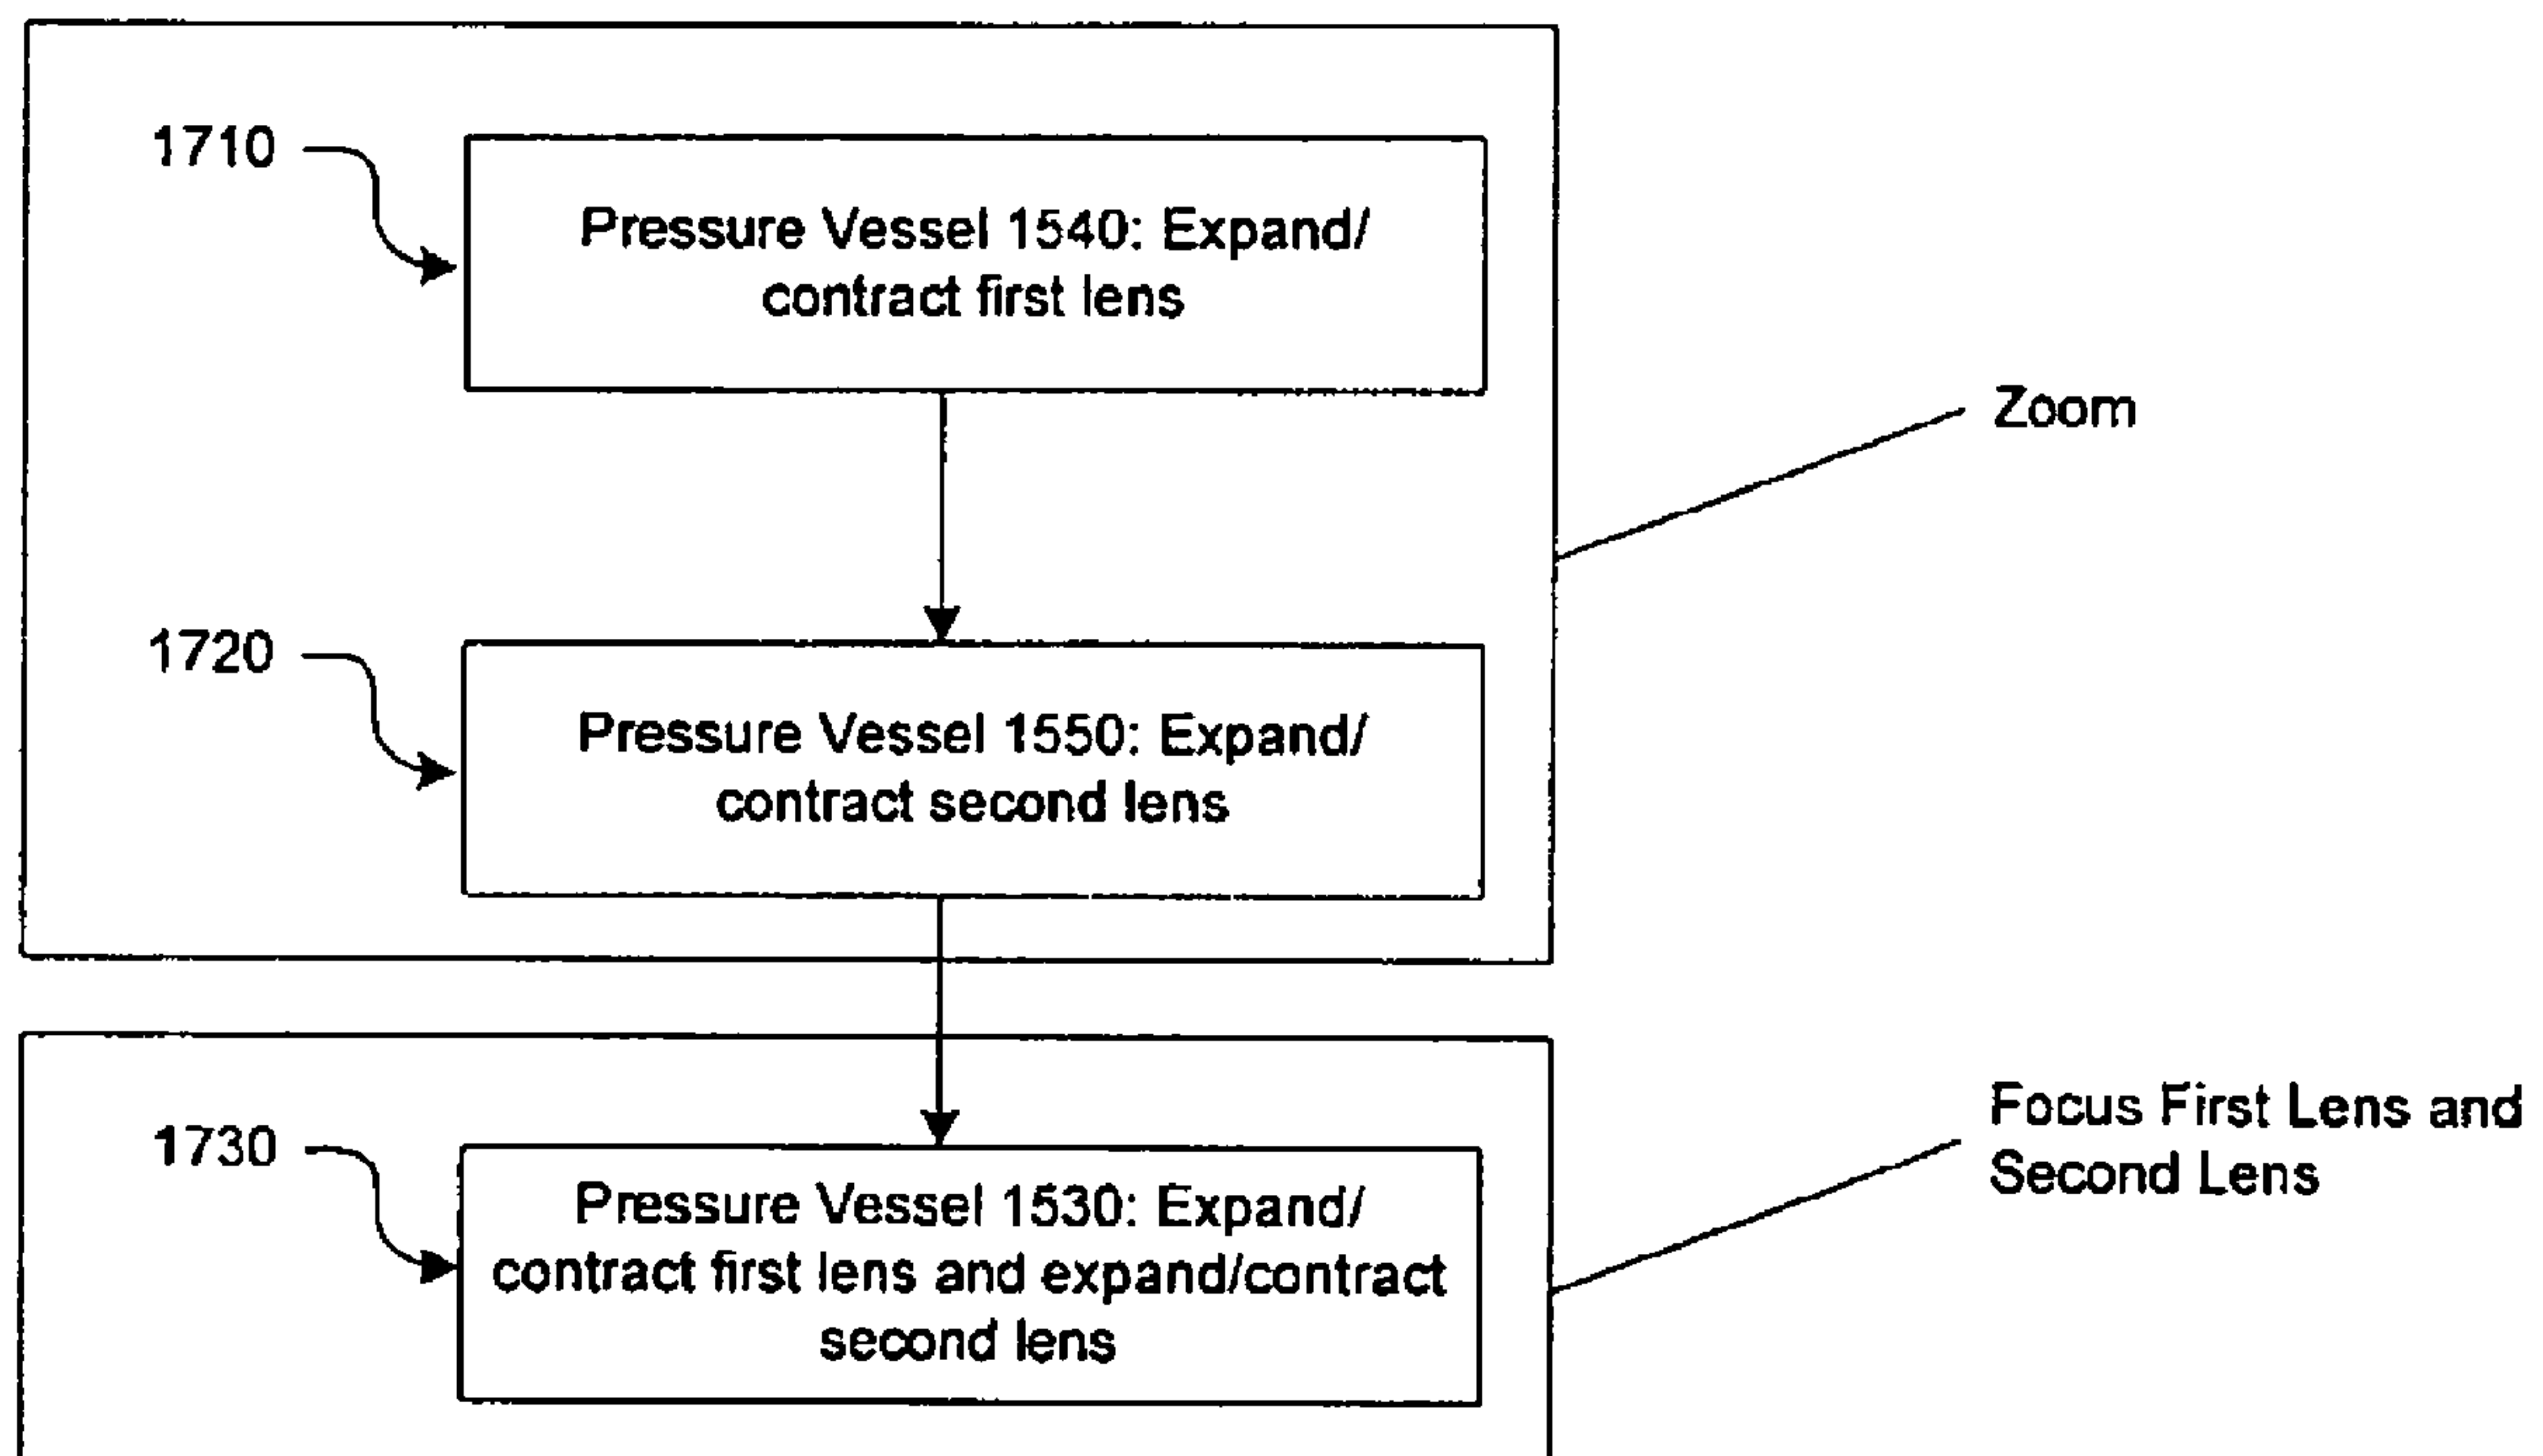 1710
Pressure Vessel 1540: Expand/
contract first lens
Zoom
1720
Pressure Vessel 1550: Expand/
contract second lens
Focus First Lens and
Second Lens
1730
Pressure Vessel 1530: Expand/
contract first lens and expand/contract
second lens